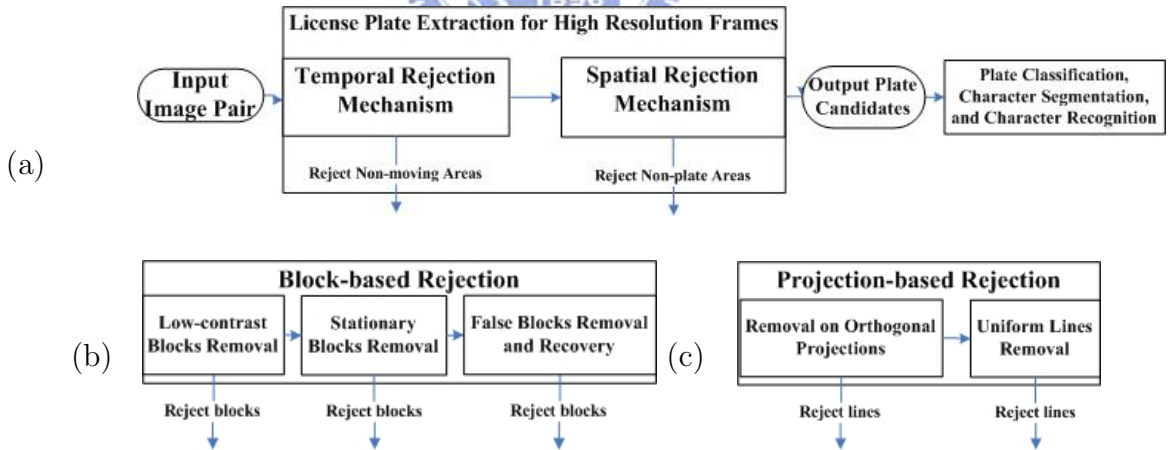 License Plate Extraction for High Resolution Frames
Input
Image Pair
Temporal Rejection
Mechanism
Spatial Rejection
Mechanism
Output Plate
Candidates
Plate Classification,
Character Segmentation,
and Character Recognition
(a)
Reject Non-moving Areas
Reject Non-plate Areas
Block-based Rejection
Low-contrast
Blocks Removal
Stationary
Blocks Removal
False Blocks Removal
and Recovery
(b)
Reject blocks
Reject blocks
Reject blocks
Projection-based Rejection
Removal on Orthogonal
Projections
Uniform Lines
Removal
(c)
Reject lines
Reject lines